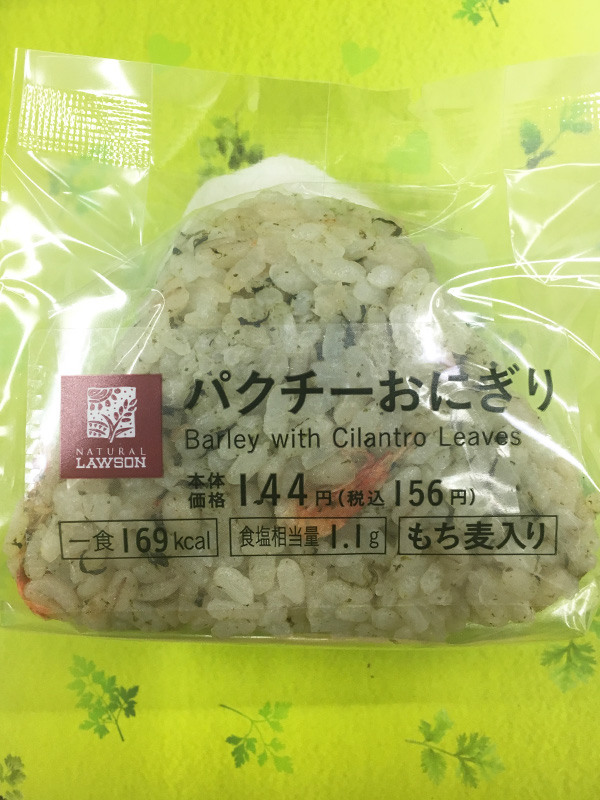 パクチーおにぎり
Barley with Cilantro Leaves
NATURAL
LAWSON
本体価格 144円(税込156円)
一食169kcal 食塩相当量1.1g もち麦入り